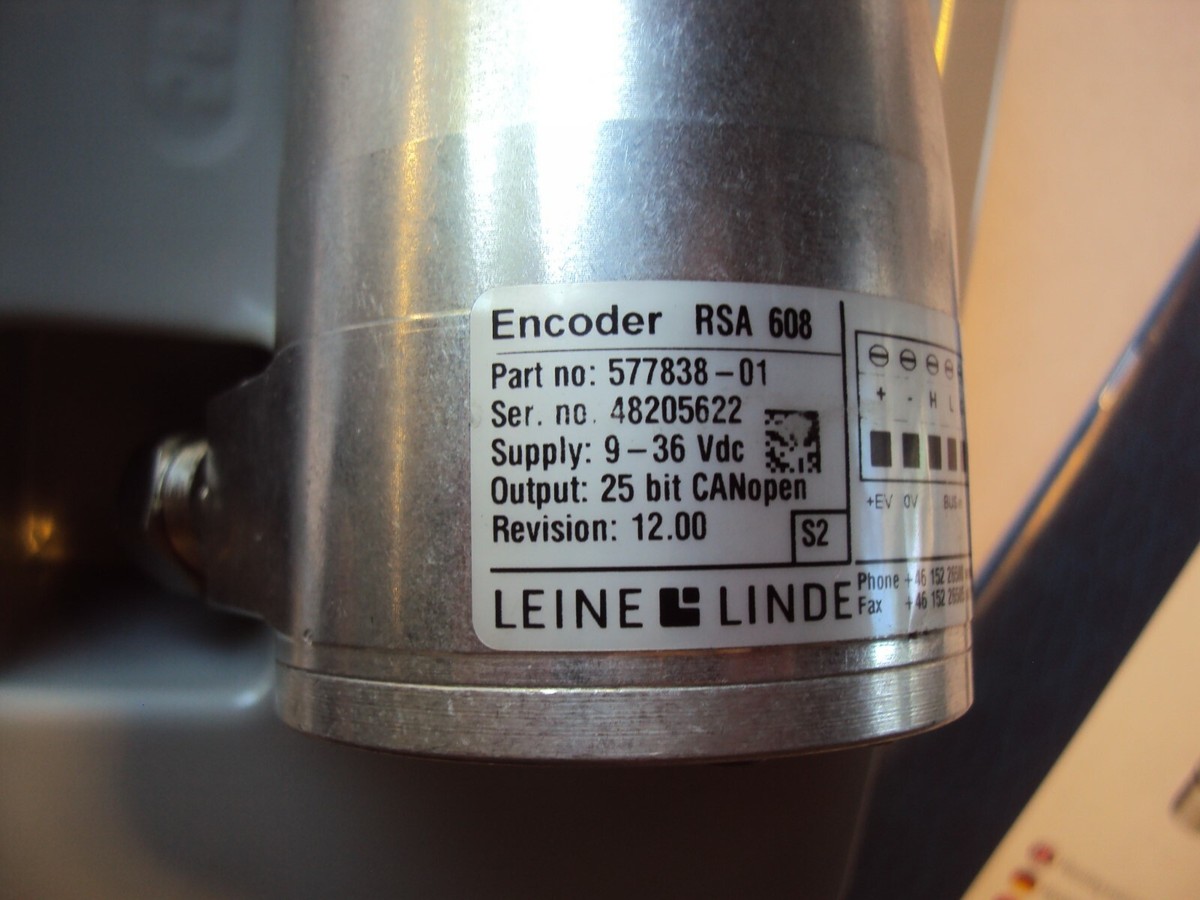 Encoder RSA 608
Part no: 577838-01
Ser. no. 48205622
Supply: 9-36 Vdc
Output: 25 bit CANopen
Revision: 12.00
S2
+ - H L
+EV 0V BUS
LEINE LINDE
Phone +46 152
Fax +46 152